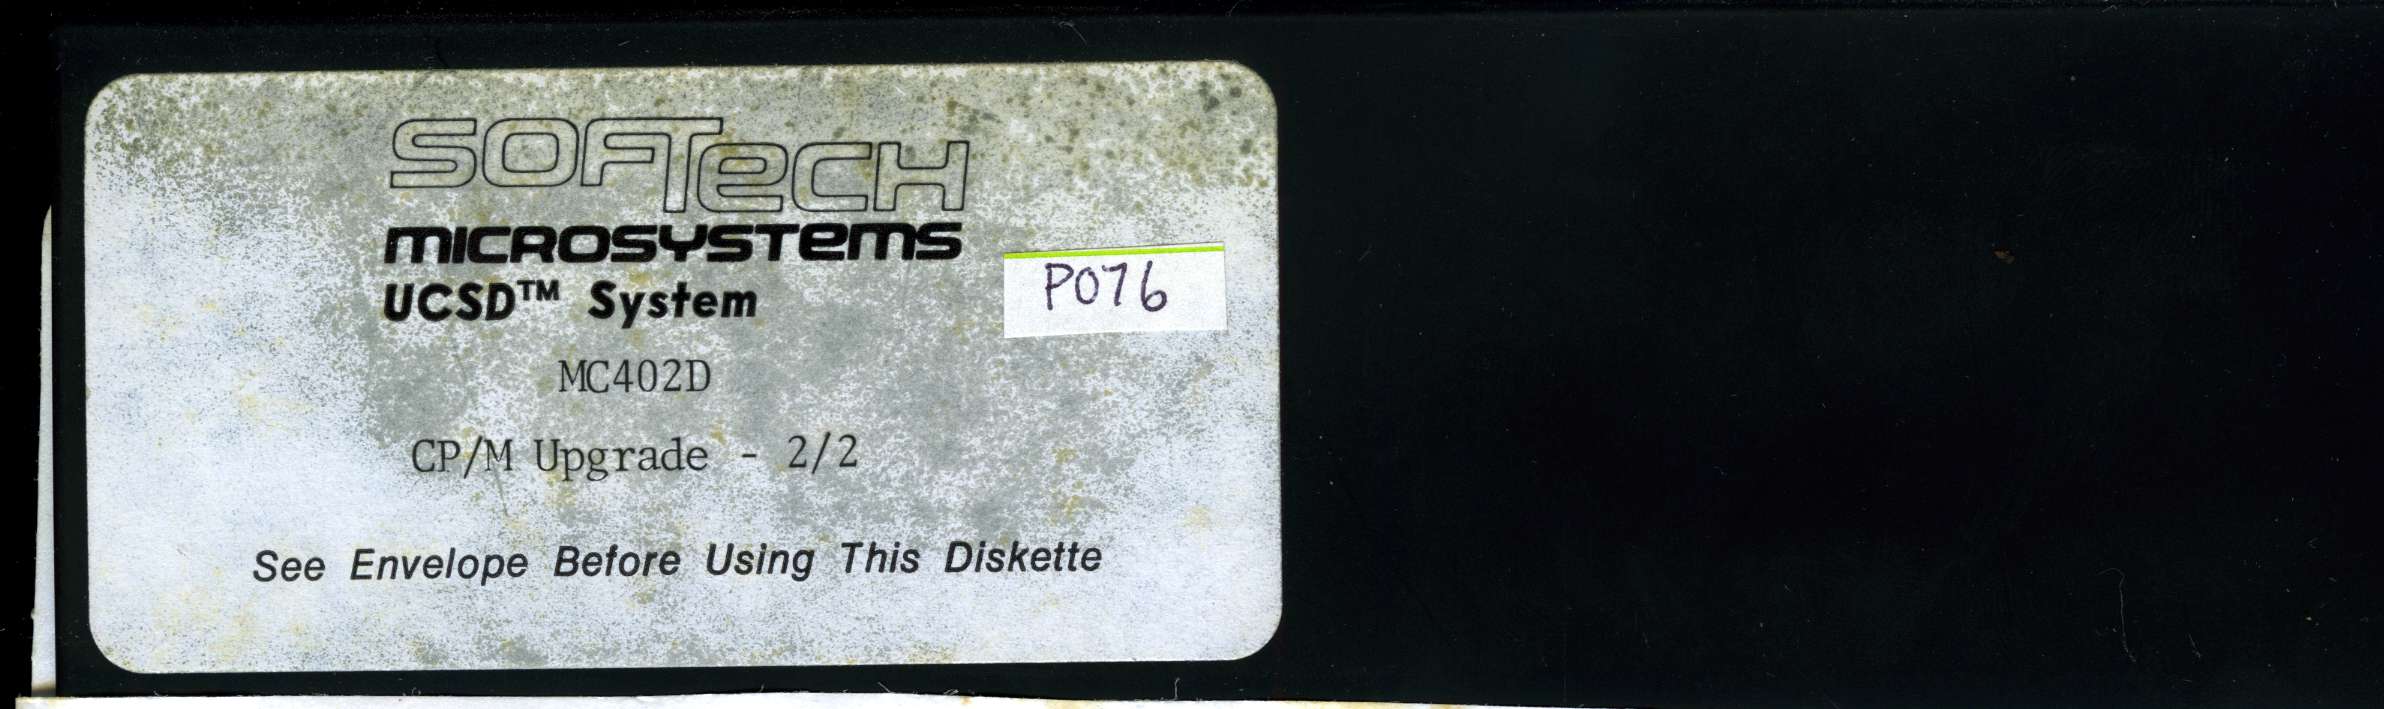 SOFTech
MICROSYSTEMS
UCSD™ System
P076
MC402D
CP/M Upgrade - 2/2
See Envelope Before Using This Diskette